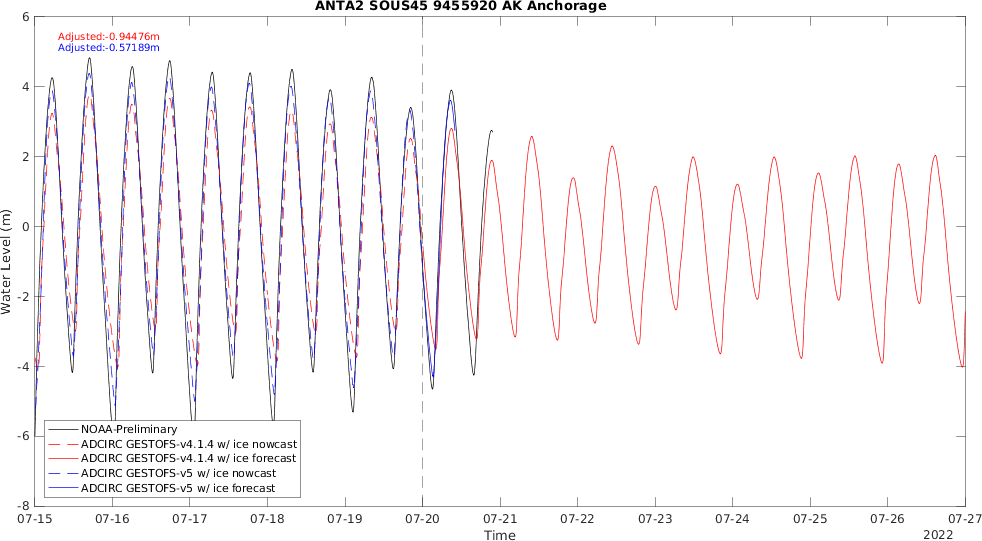 ANTA2 SOUS45 9455920 AK Anchorage
Adjusted:-0.94476m
Adjusted:-0.57189m
6
4
2
0
-2
-4
-6
-8
Water Level (m)
NOAA-Preliminary
ADCIRC GESTOFS-v4.1.4 w/ ice nowcast
ADCIRC GESTOFS-v4.1.4 w/ ice forecast
ADCIRC GESTOFS-v5 w/ ice nowcast
ADCIRC GESTOFS-v5 w/ ice forecast
07-15 07-16 07-17 07-18 07-19 07-20 07-21 07-22 07-23 07-24 07-25 07-26 07-27
Time
2022